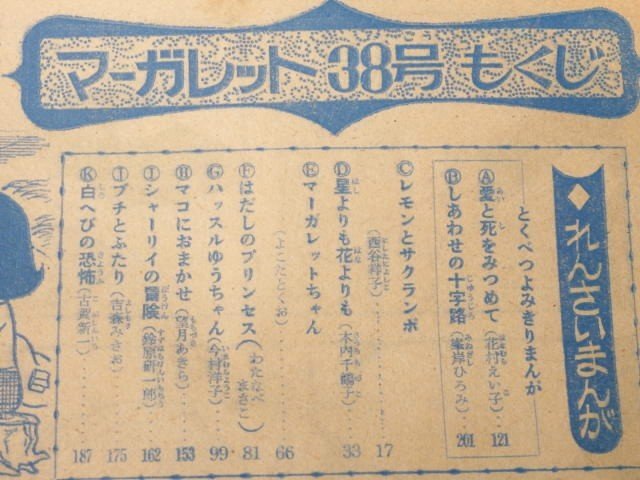 マーガレット38号もくじ
◆れんさいまんが
とくべつよみきりまんが
Ⓐ愛と死をみつめて(花村えい子) 121
Ⓑしあわせの十字路(峯岸ひろみ) 201
Ⓒレモンとサクランボ(西谷祥子) 17
Ⓓ星よりも花よりも(木内千鶴子) 33
Ⓔマーガレットちゃん(よこたとくお) 66
Ⓕはだしのプリンセス(わたなべまさこ) 81
Ⓖハッスルゆうちゃん(今村洋子) 99
Ⓗマコにおまかせ(望月あきら) 153
Ⓘシャーリイの冒険(鈴原研一郎) 162
Ⓙプチとふたり(吉森みきお) 175
Ⓚ白へびの恐怖(古賀新一) 187